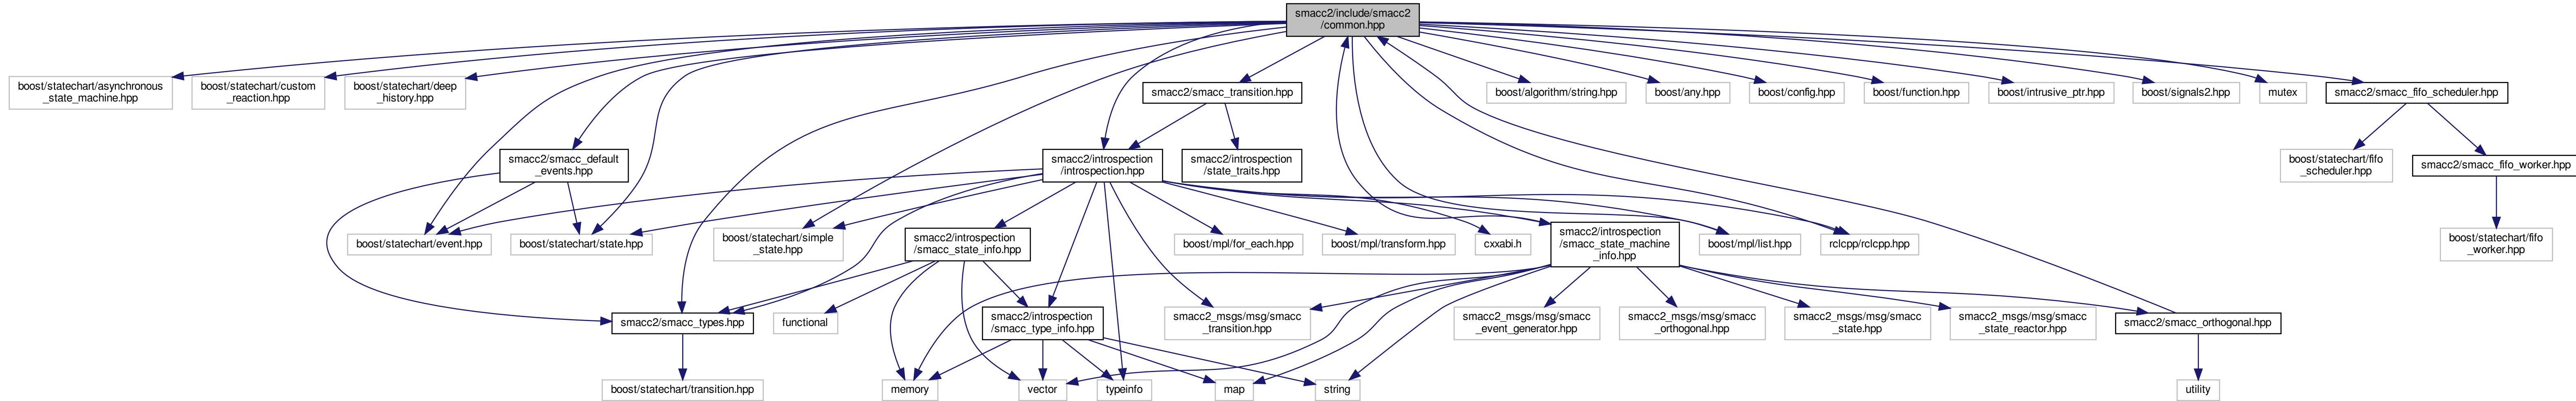 smacc2/include/smacc2
/common.hpp
boost/statechart/asynchronous
_state_machine.hpp
boost/statechart/custom
_reaction.hpp
boost/statechart/deep
_history.hpp
smacc2/smacc_transition.hpp
boost/algorithm/string.hpp
boost/any.hpp
boost/config.hpp
boost/function.hpp
boost/intrusive_ptr.hpp
boost/signals2.hpp
mutex
smacc2/smacc_fifo_scheduler.hpp
smacc2/smacc_default
_events.hpp
smacc2/introspection
/introspection.hpp
smacc2/introspection
/state_traits.hpp
boost/statechart/fifo
_scheduler.hpp
smacc2/smacc_fifo_worker.hpp
boost/statechart/event.hpp
boost/statechart/state.hpp
boost/statechart/simple
_state.hpp
smacc2/introspection
/smacc_state_info.hpp
boost/mpl/for_each.hpp
boost/mpl/transform.hpp
cxxabi.h
smacc2/introspection
/smacc_state_machine
_info.hpp
boost/mpl/list.hpp
rclcpp/rclcpp.hpp
boost/statechart/fifo
_worker.hpp
smacc2/smacc_types.hpp
functional
smacc2/introspection
/smacc_type_info.hpp
smacc2_msgs/msg/smacc
_transition.hpp
smacc2_msgs/msg/smacc
_event_generator.hpp
smacc2_msgs/msg/smacc
_orthogonal.hpp
smacc2_msgs/msg/smacc
_state.hpp
smacc2_msgs/msg/smacc
_state_reactor.hpp
smacc2/smacc_orthogonal.hpp
boost/statechart/transition.hpp
memory
vector
typeinfo
map
string
utility